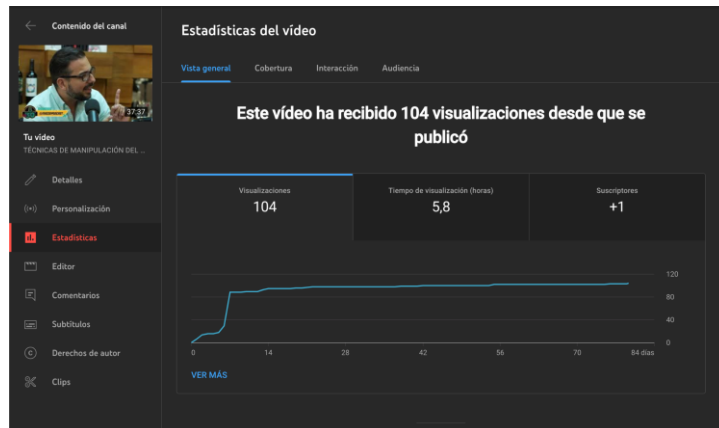 Contenido del canal
37:37
Tu vídeo
TÉCNICAS DE MANIPULACIÓN DEL ...
Detalles
Personalización
Estadísticas
Editor
Comentarios
Subtítulos
Derechos de autor
Clips
Estadísticas del vídeo
Vista general Cobertura Interacción Audiencia
Este vídeo ha recibido 104 visualizaciones desde que se
publicó
Visualizaciones
104
Tiempo de visualización (horas)
5,8
Suscriptores
+1
120
80
40
0
0 14 28 42 56 70 84 días
VER MÁS